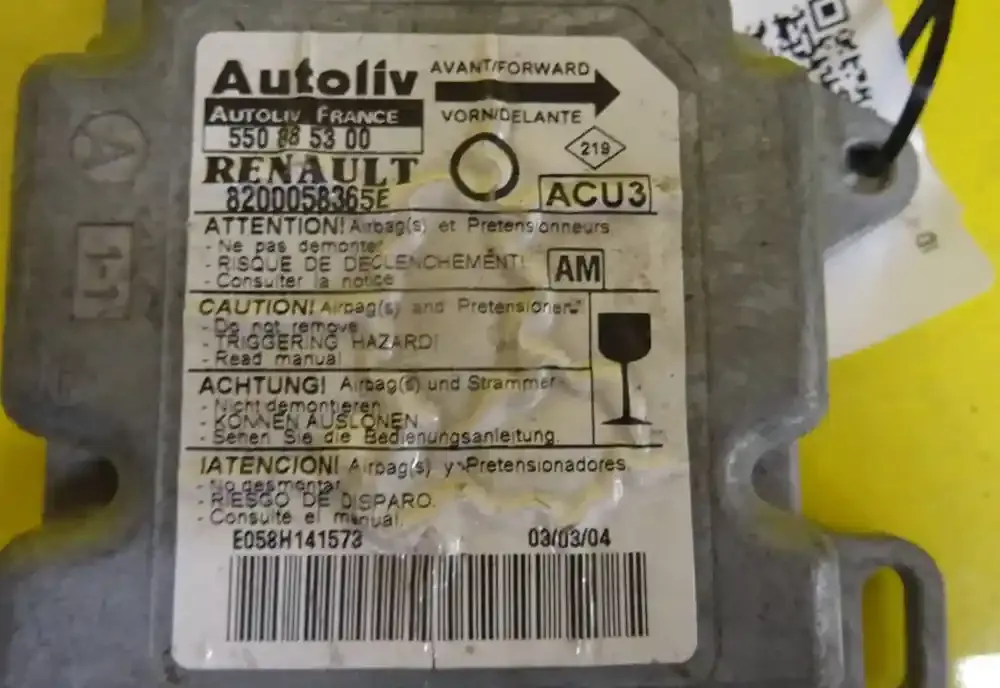 Autoliv
AVANT/FORWARD
AUTOLIV FRANCE
VORN/DELANTE
550 88 53 00
219
RENAULT
8200058365E
ACU3
ATTENTION! Airbag(s) et Pretensionneurs
- Ne pas demonter
- RISQUE DE DECLENCHEMENT!
- Consulter la notice
AM
CAUTION! Airbag(s) and Pretensioners
- Do not remove
- TRIGGERING HAZARD!
- Read manual
ACHTUNG! Airbag(s) und Strammer
- Nicht demontieren
- KONNEN AUSLONEN.
- Sehen Sie die Bedienungsanleitung.
¡ATENCION! Airbag(s) y Pretensionadores.
- No desmontar
- RIESGO DE DISPARO.
- Consulte el manual.
E058H141573
03/03/04
A
1-1